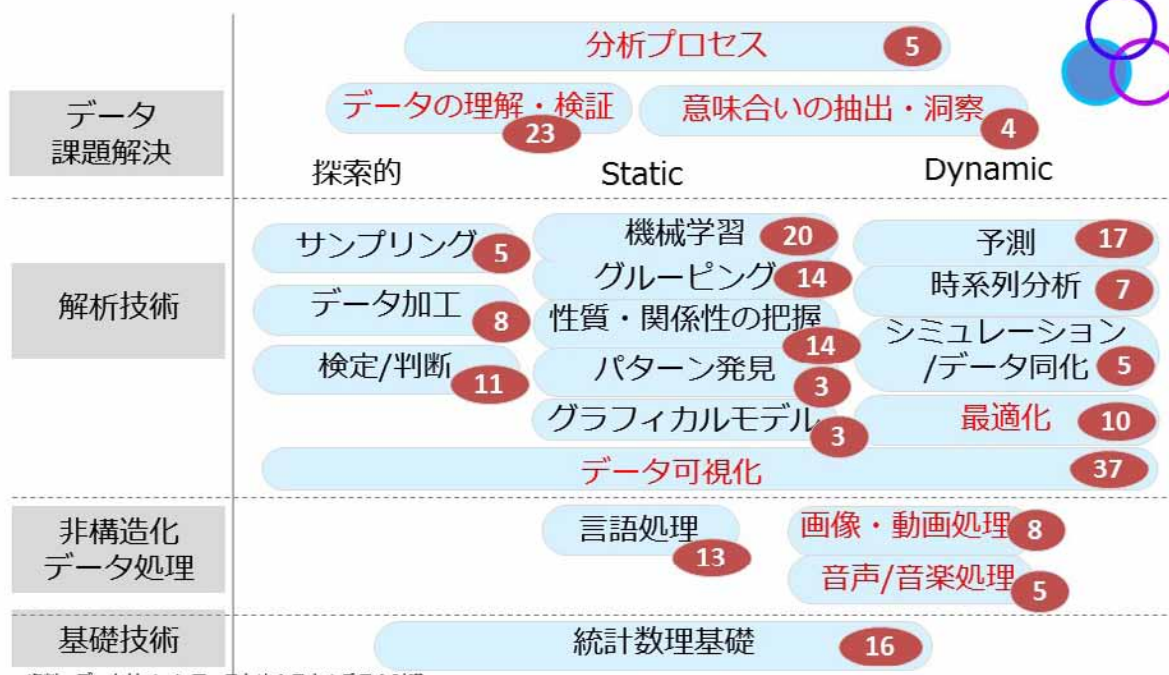 分析プロセス 5
データ
課題解決
データの理解・検証 23
意味合いの抽出・洞察 4
探索的 Static Dynamic
解析技術
サンプリング 5
データ加工 8
検定/判断 11
機械学習 20
グルーピング 14
性質・関係性の把握 14
パターン発見 3
グラフィカルモデル 3
予測 17
時系列分析 7
シミュレーション
/データ同化 5
最適化 10
データ可視化 37
非構造化
データ処理
言語処理 13
画像・動画処理 8
音声/音楽処理 5
基礎技術
統計数理基礎 16